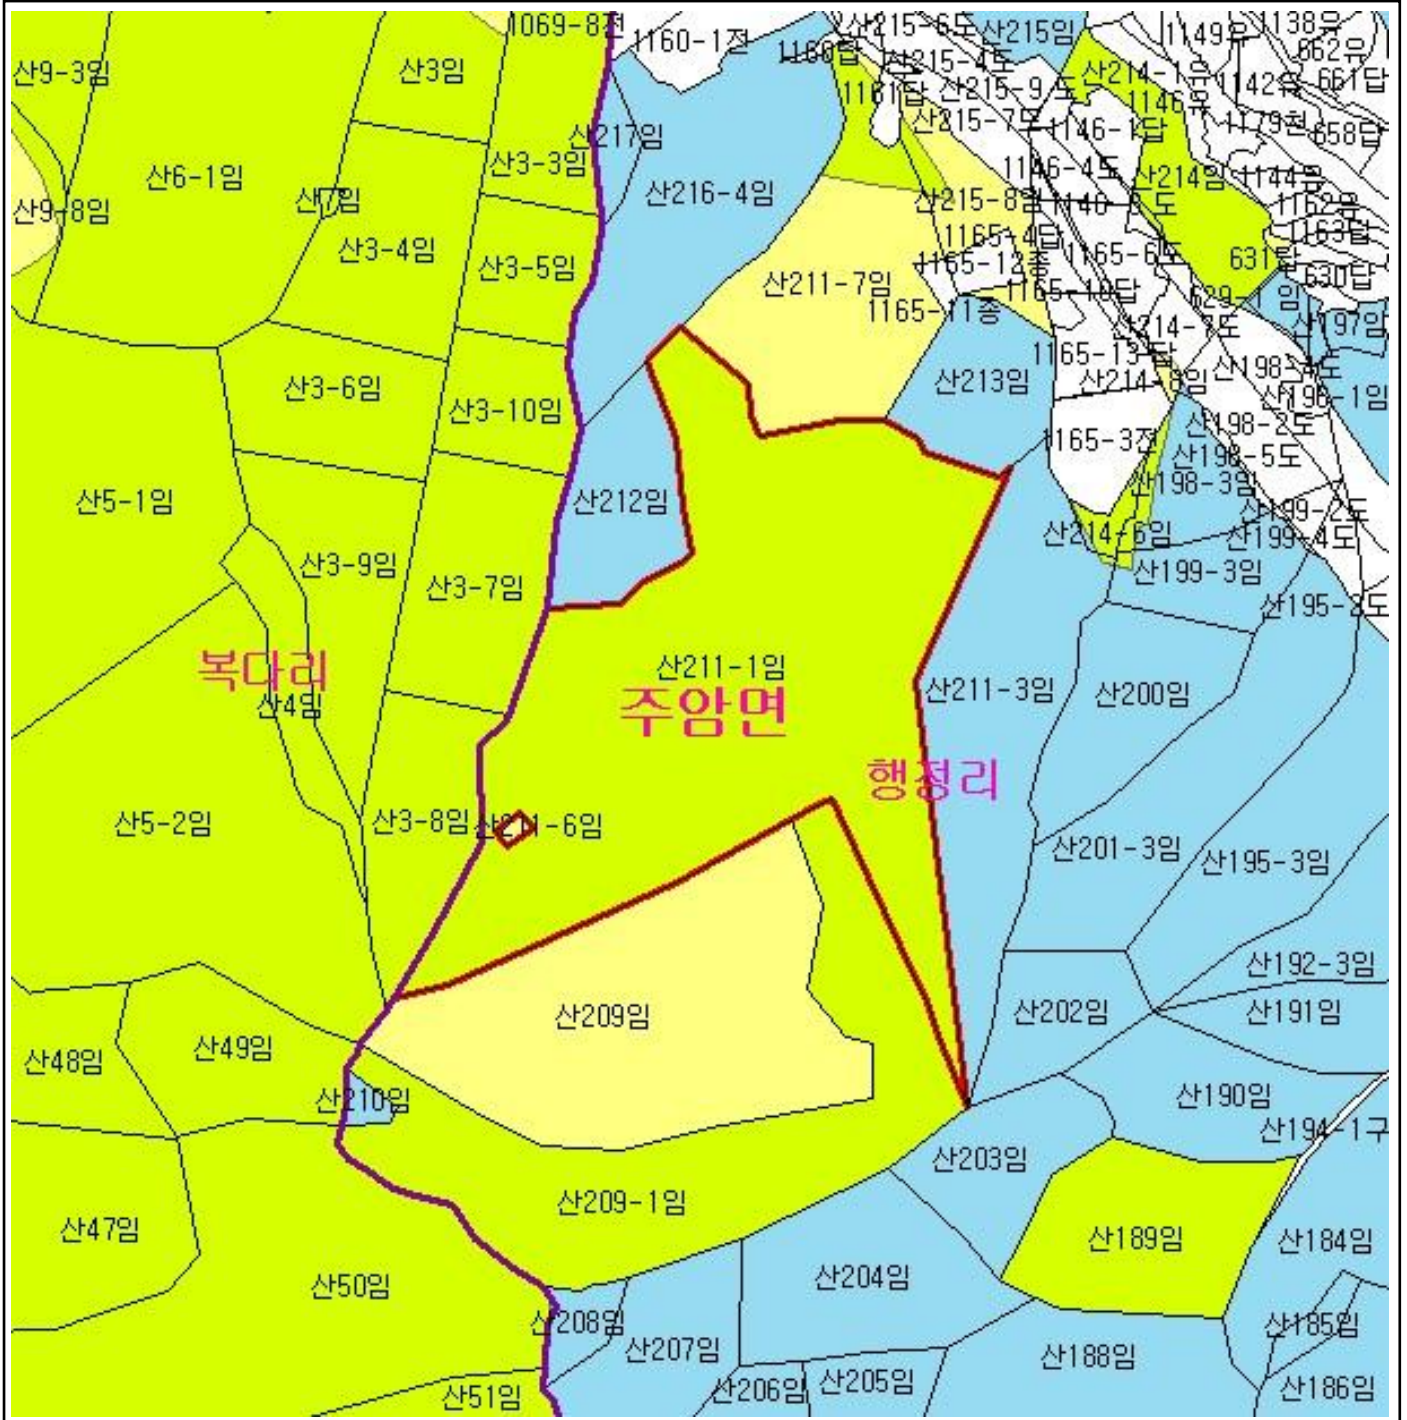 1069-8전
1160-1전
산215-6도
산215임
1149유
1138유
산9-3임
산3임
1166답
산215-4도
산214-1유
1142유
662유
661답
1161답
산215-9도
1146유
1179천
658답
산217임
산215-7도
1146-1답
산3-3임
산6-1임
산7임
산216-4임
1146-4도
산214임
1144유
산9-8임
산215-8임
1162유
산3-4임
1165-4답
1163답
산3-5임
산211-7임
1165-12종
1165-6도
631답
630답
1165-11종
1165-10답
산214-7도
산197임
1165-13답
산198-4도
산3-6임
산3-10임
산213임
산214-8임
1165-3전
산198-2도
산198-5도
산5-1임
산212임
산198-3임
산199-2도
산214-6임
산199-4도
산3-9임
산3-7임
산199-3임
산195-2도
복다리
산4임
산211-1임
주암면
산211-3임
산200임
행정리
산5-2임
산3-8임
산211-6임
산201-3임
산195-3임
산192-3임
산209임
산202임
산191임
산48임
산49임
산210임
산190임
산194-1구
산203임
산47임
산209-1임
산189임
산184임
산50임
산204임
산208임
산207임
산188임
산185임
산51임
산206임
산205임
산186임